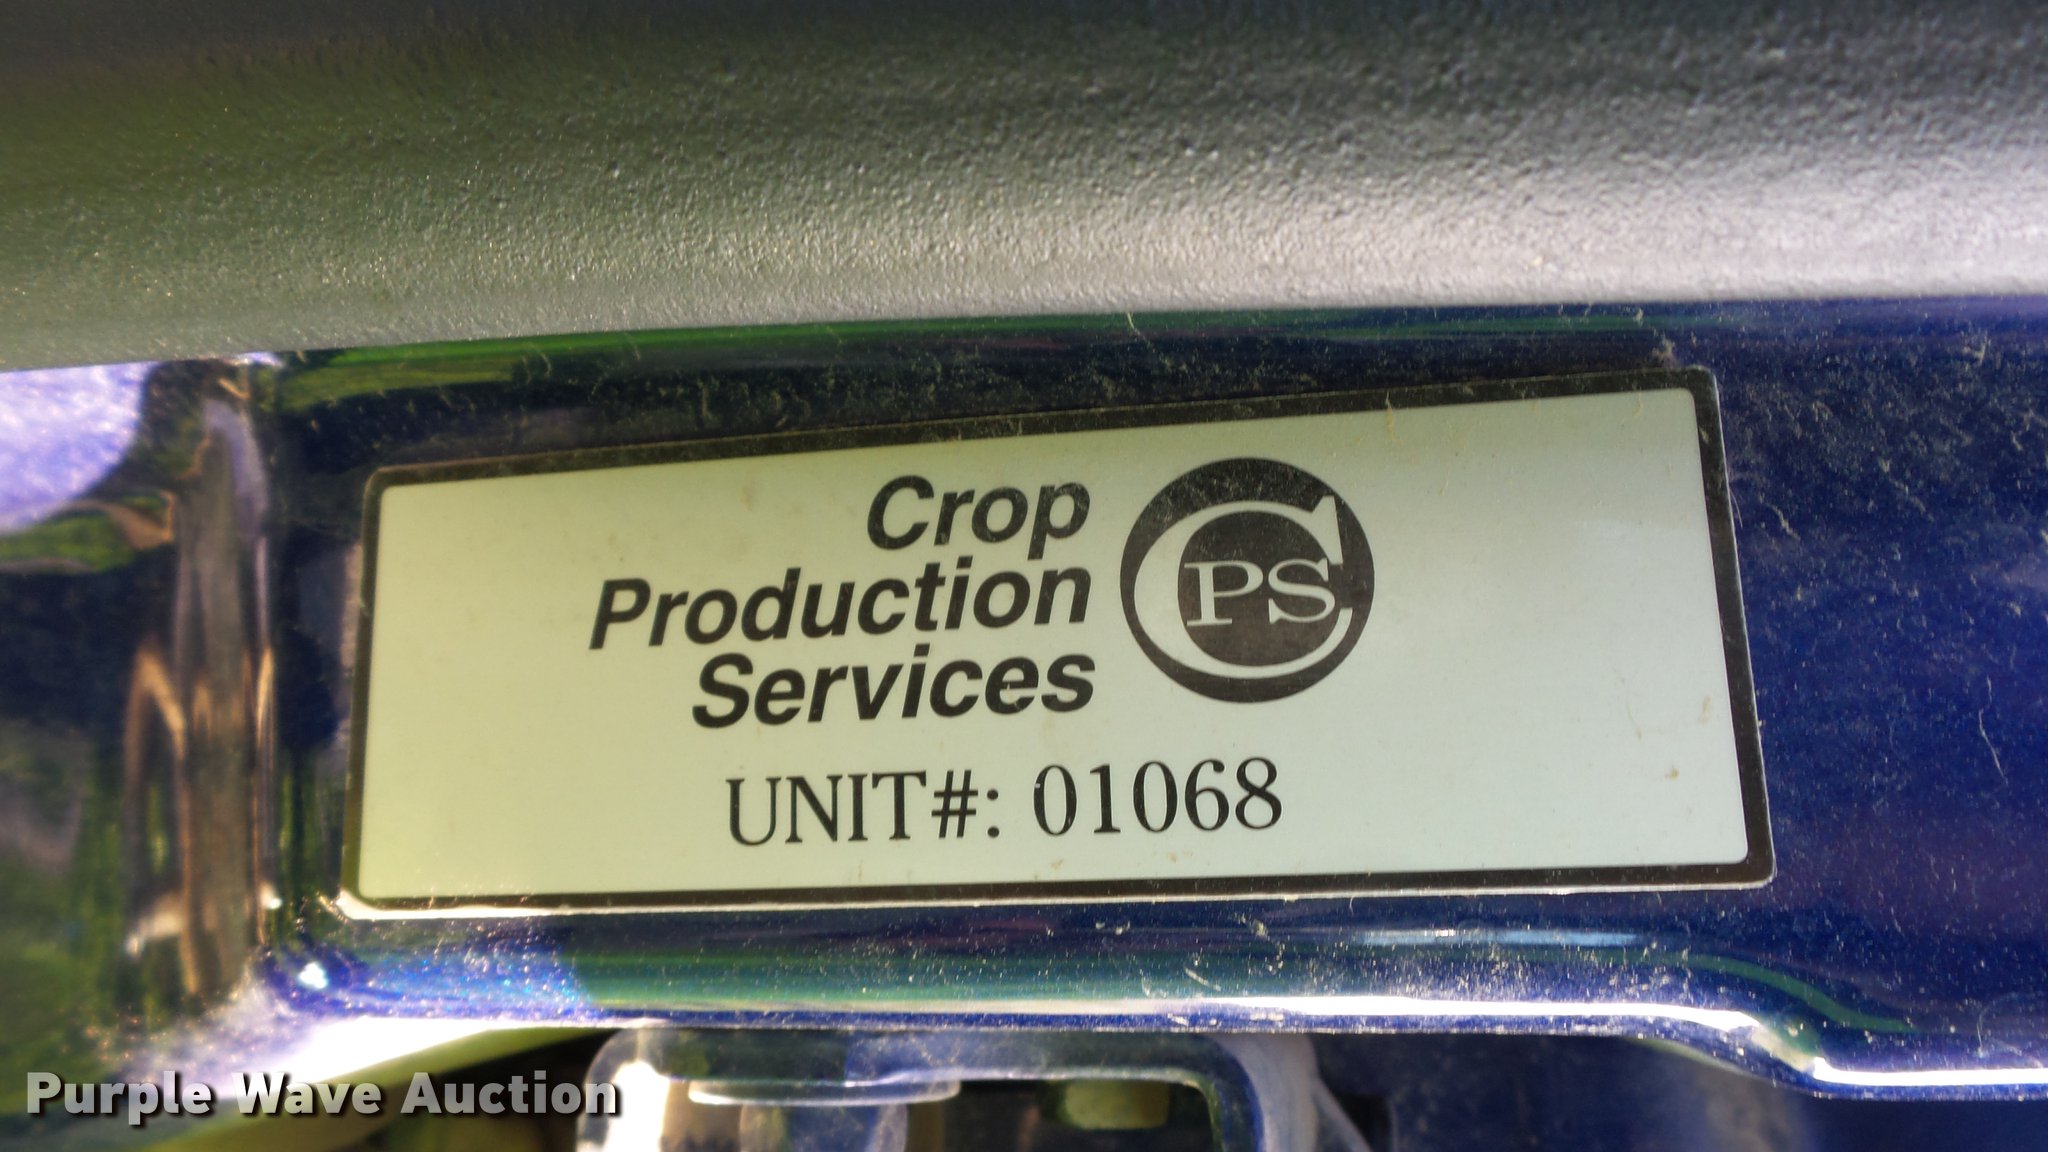 Crop
Production
Services
CPS
UNIT#: 01068
Purple Wave Auction